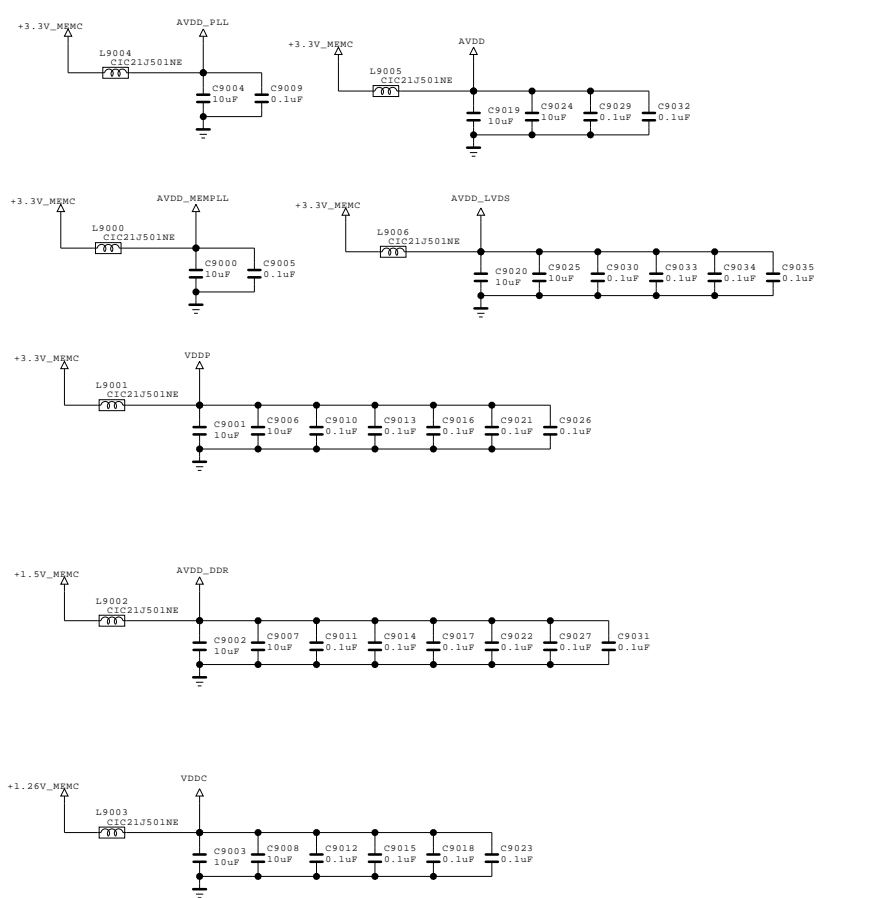 +3.3V_MEMC
AVDD_PLL
L9004
CIC21J501NE
C9004
10uF
C9009
0.1uF
+3.3V_MEMC
AVDD
L9005
CIC21J501NE
C9019
10uF
C9024
10uF
C9029
0.1uF
C9032
0.1uF
+3.3V_MEMC
AVDD_MEMPLL
L9000
CIC21J501NE
C9000
10uF
C9005
0.1uF
+3.3V_MEMC
AVDD_LVDS
L9006
CIC21J501NE
C9020
10uF
C9025
10uF
C9030
0.1uF
C9033
0.1uF
C9034
0.1uF
C9035
0.1uF
+3.3V_MEMC
VDDP
L9001
CIC21J501NE
C9001
10uF
C9006
10uF
C9010
0.1uF
C9013
0.1uF
C9016
0.1uF
C9021
0.1uF
C9026
0.1uF
+1.5V_MEMC
AVDD_DDR
L9002
CIC21J501NE
C9002
10uF
C9007
10uF
C9011
0.1uF
C9014
0.1uF
C9017
0.1uF
C9022
0.1uF
C9027
0.1uF
C9031
0.1uF
+1.26V_MEMC
VDDC
L9003
CIC21J501NE
C9003
10uF
C9008
10uF
C9012
0.1uF
C9015
0.1uF
C9018
0.1uF
C9023
0.1uF